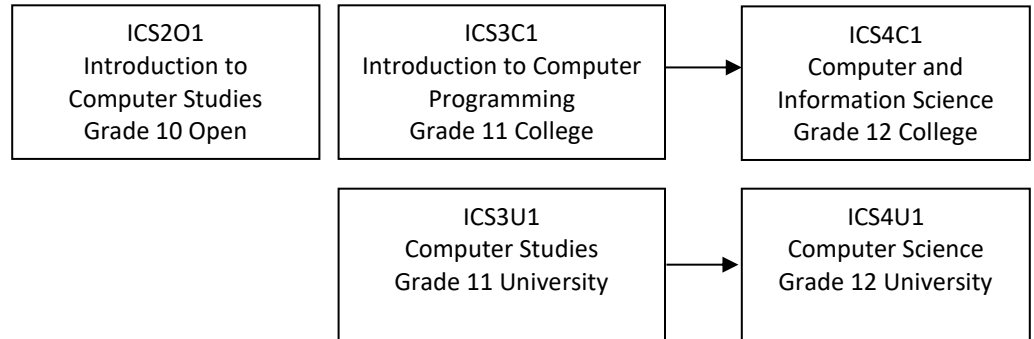 ICS2O1
Introduction to
Computer Studies
Grade 10 Open
ICS3C1
Introduction to Computer
Programming
Grade 11 College
ICS4C1
Computer and
Information Science
Grade 12 College
ICS3U1
Computer Studies
Grade 11 University
ICS4U1
Computer Science
Grade 12 University